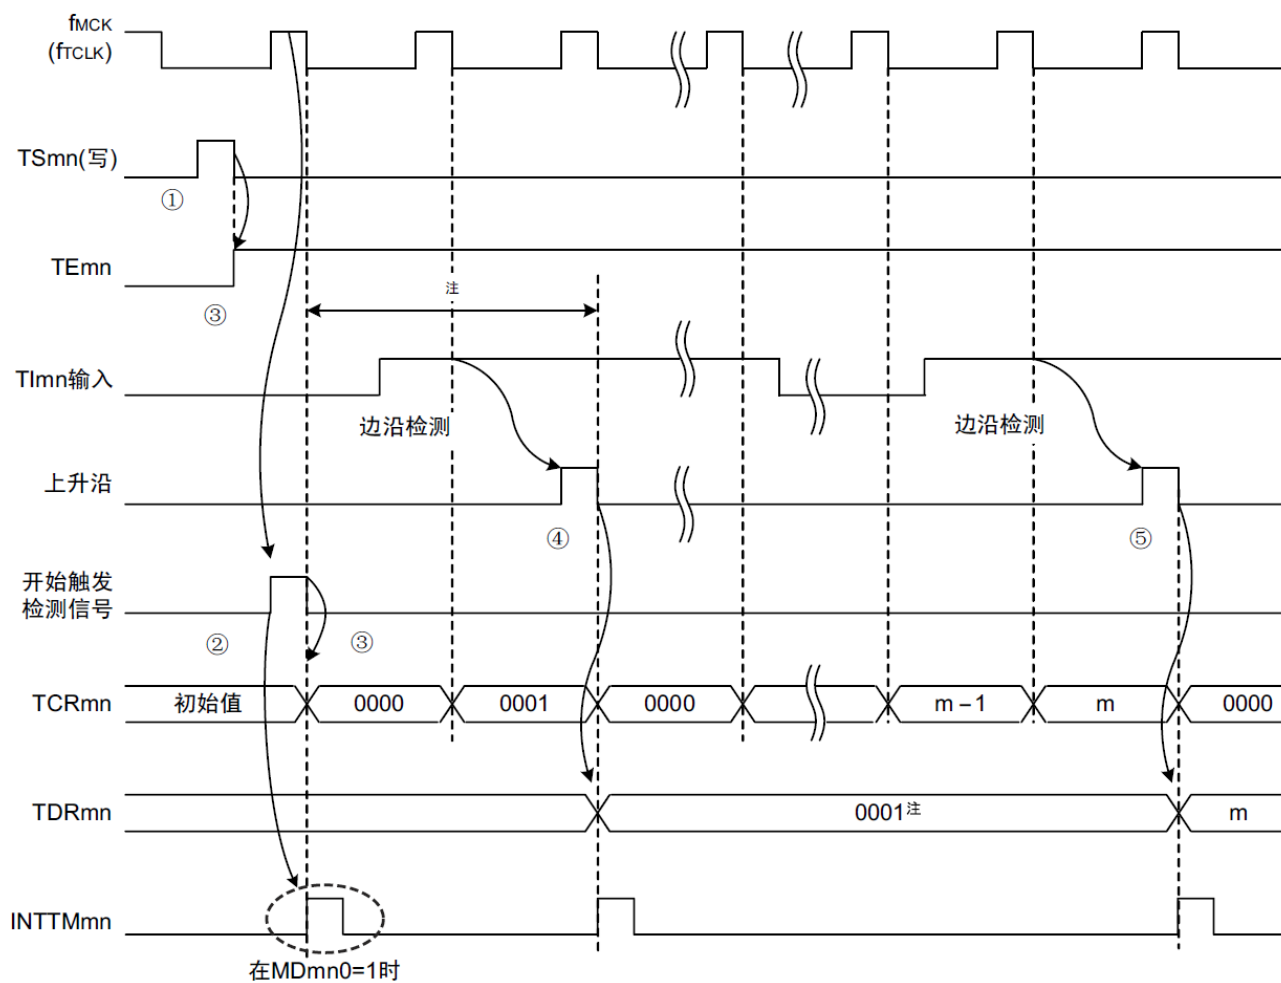 fMCK
(fTCLK)
TSmn(写)
①
TEmn
③
注
TImn输入
边沿检测
边沿检测
上升沿
④
⑤
开始触发
检测信号
②
③
TCRmn
初始值
0000
0001
0000
m－1
m
0000
TDRmn
0001注
m
INTTMmn
在MDmn0=1时